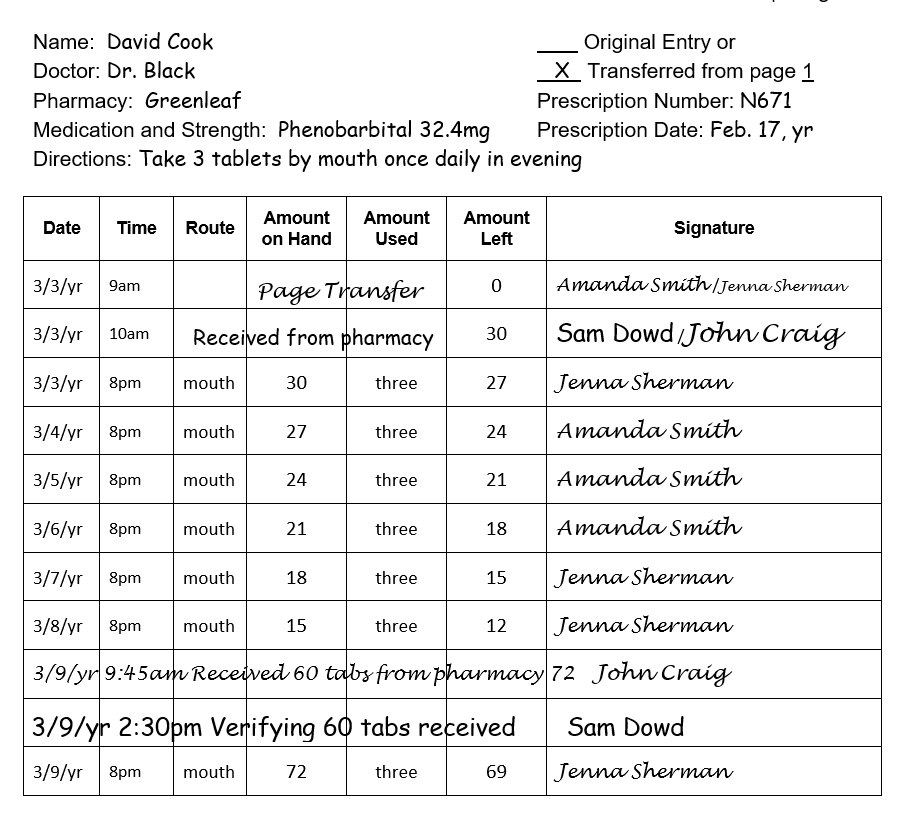 Name: David Cook
___ Original Entry or
Doctor: Dr. Black
_X_ Transferred from page 1
Pharmacy: Greenleaf
Prescription Number: N671
Medication and Strength: Phenobarbital 32.4mg
Prescription Date: Feb. 17, yr
Directions: Take 3 tablets by mouth once daily in evening
Date Time Route Amount on Hand Amount Used Amount Left Signature
3/3/yr 9am Page Transfer 0 Amanda Smith/Jenna Sherman
3/3/yr 10am Received from pharmacy 30 Sam Dowd/John Craig
3/3/yr 8pm mouth 30 three 27 Jenna Sherman
3/4/yr 8pm mouth 27 three 24 Amanda Smith
3/5/yr 8pm mouth 24 three 21 Amanda Smith
3/6/yr 8pm mouth 21 three 18 Amanda Smith
3/7/yr 8pm mouth 18 three 15 Jenna Sherman
3/8/yr 8pm mouth 15 three 12 Jenna Sherman
3/9/yr 9:45am Received 60 tabs from pharmacy 72 John Craig
3/9/yr 2:30pm Verifying 60 tabs received Sam Dowd
3/9/yr 8pm mouth 72 three 69 Jenna Sherman